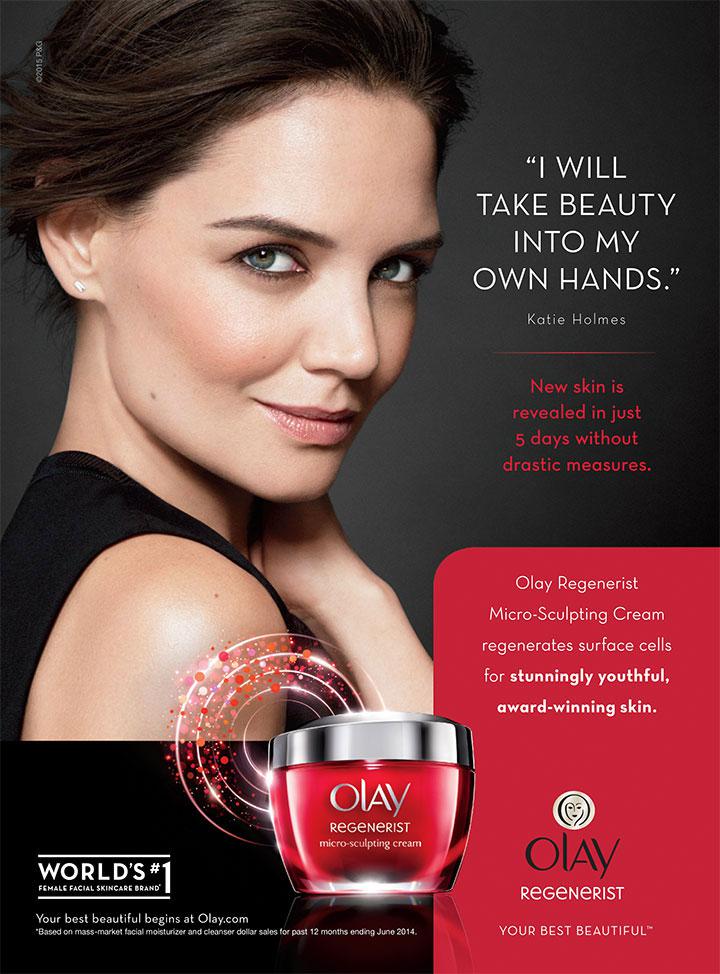 ©2015 P&G
“I WILL
TAKE BEAUTY
INTO MY
OWN HANDS.”
Katie Holmes
New skin is
revealed in just
5 days without
drastic measures.
Olay Regenerist
Micro-Sculpting Cream
regenerates surface cells
for stunningly youthful,
award-winning skin.
OLAY
REGENERIST
micro-sculpting cream
OLAY
REGENERIST
YOUR BEST BEAUTIFUL™
WORLD'S #1
FEMALE FACIAL SKINCARE BRAND*
Your best beautiful begins at Olay.com
*Based on mass-market facial moisturizer and cleanser dollar sales for past 12 months ending June 2014.